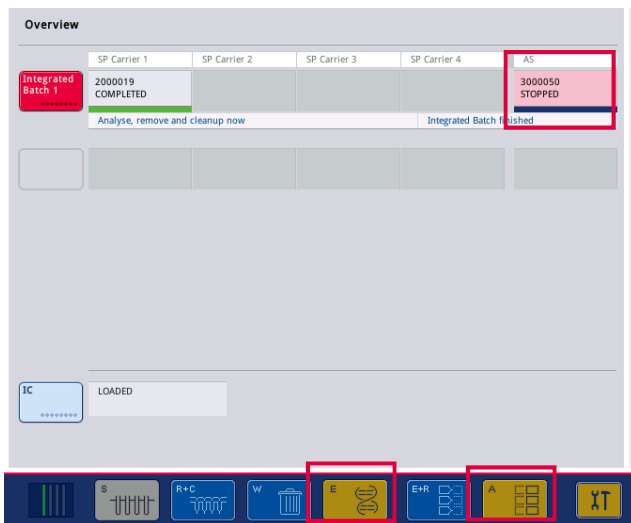 Overview
SP Carrier 1 SP Carrier 2 SP Carrier 3 SP Carrier 4 AS
Integrated Batch 1
2000019
COMPLETED
3000050
STOPPED
Analyse, remove and cleanup now Integrated Batch finished
IC
LOADED
S R+C W E E+R A